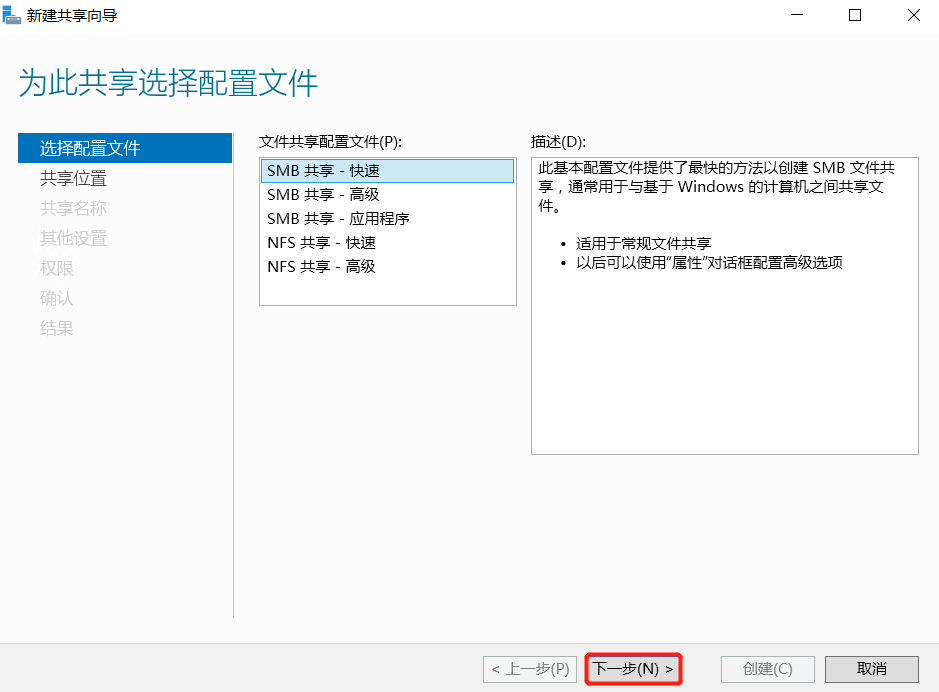 新建共享向导
为此共享选择配置文件
选择配置文件
共享位置
共享名称
其他设置
权限
确认
结果
文件共享配置文件(P):
SMB 共享 - 快速
SMB 共享 - 高级
SMB 共享 - 应用程序
NFS 共享 - 快速
NFS 共享 - 高级
描述(D):
此基本配置文件提供了最快的方法以创建 SMB 文件共
享，通常用于与基于 Windows 的计算机之间共享文
件。
• 适用于常规文件共享
• 以后可以使用“属性”对话框配置高级选项
< 上一步(P)
下一步(N) >
创建(C)
取消